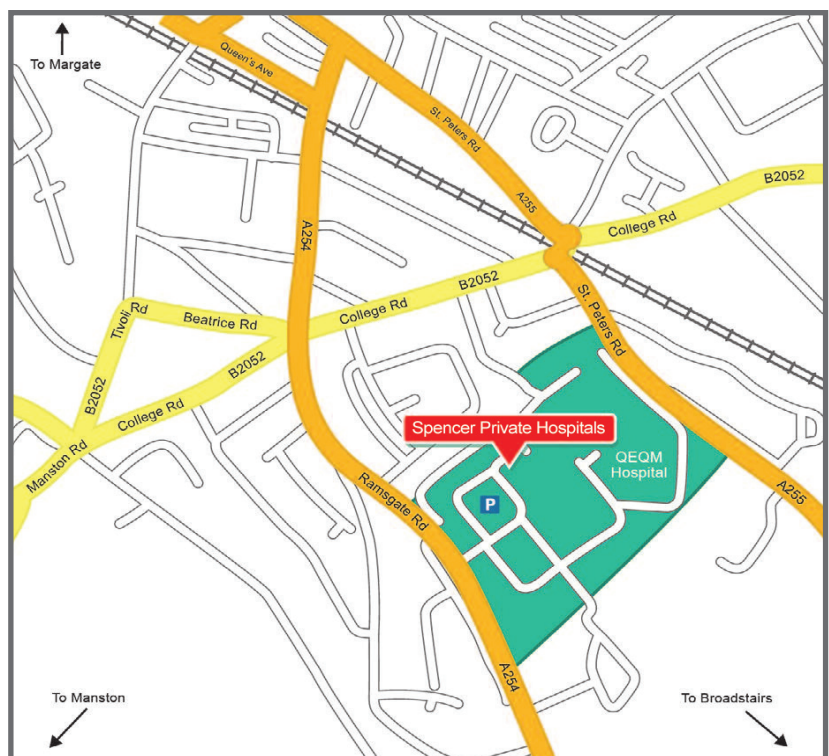 To Margate
Queen's Ave
St. Peters Rd
A255
B2052
College Rd
A254
B2052
College Rd
St. Peters Rd
Tivoli Rd
Beatrice Rd
B2052
B2052
College Rd
Manston Rd
Spencer Private Hospitals
QEQM
Hospital
P
Ramsgate Rd
A255
A254
To Manston
To Broadstairs